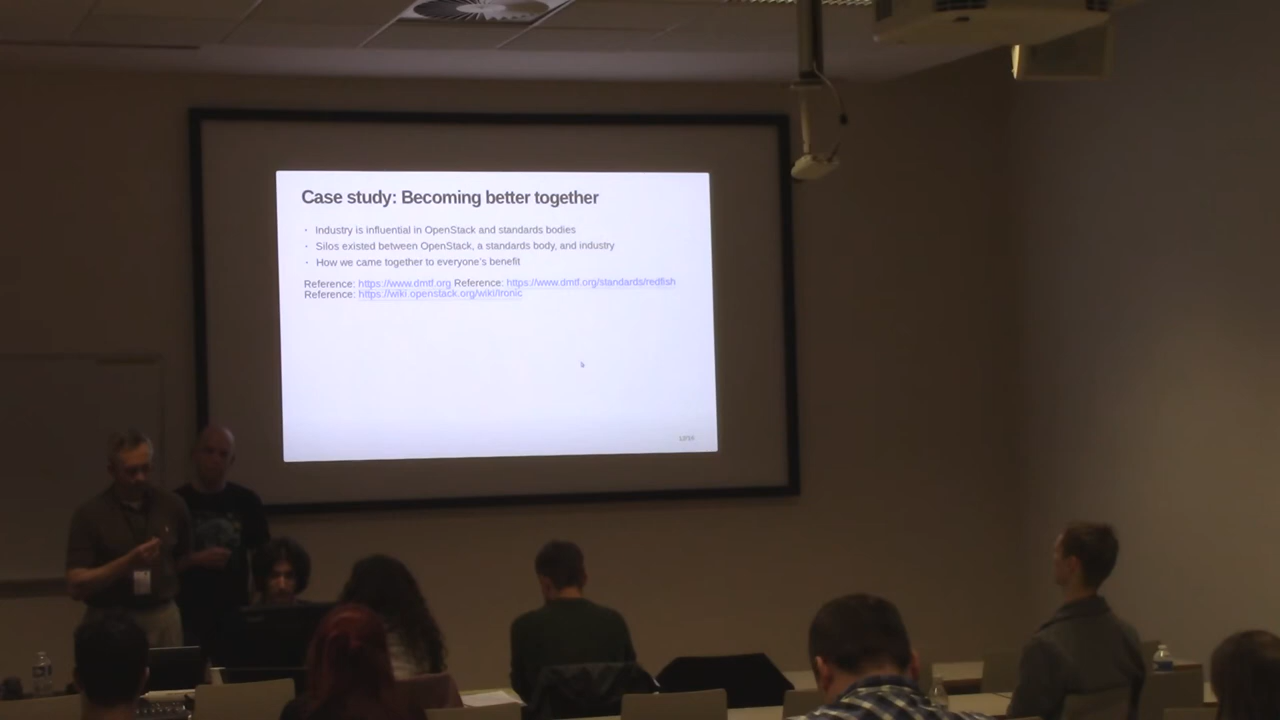 Case study: Becoming better together
· Industry is influential in OpenStack and standards bodies
· Silos existed between OpenStack, a standards body, and industry
· How we came together to everyone's benefit
Reference: https://www.dmtf.org Reference: https://www.dmtf.org/standards/redfish
Reference: https://wiki.openstack.org/wiki/Ironic